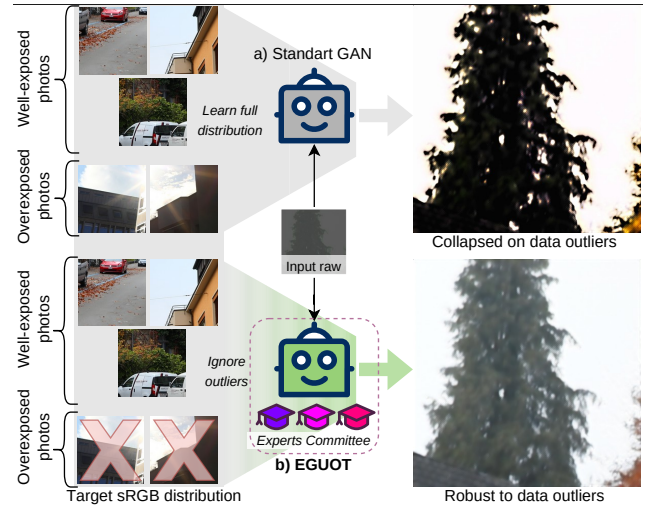 Well-exposed
photos
Overexposed
photos
a) Standart GAN
Learn full
distribution
Collapsed on data outliers
Input raw
Well-exposed
photos
Overexposed
photos
Ignore
outliers
Experts Committee
b) EGUOT
Target sRGB distribution
Robust to data outliers